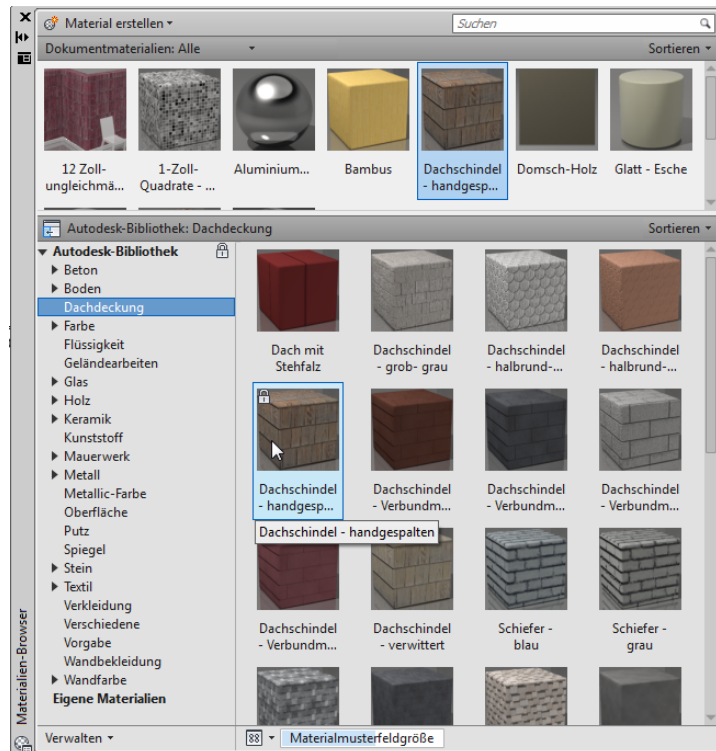 Material erstellen
Suchen
Dokumentmaterialien: Alle
Sortieren
12 Zoll-
ungleichmä...
1-Zoll-
Quadrate - ...
Aluminium...
Bambus
Dachschindel
- handgesp...
Domsch-Holz
Glatt - Esche
Autodesk-Bibliothek: Dachdeckung
Sortieren
Autodesk-Bibliothek
Beton
Boden
Dachdeckung
Farbe
Flüssigkeit
Geländearbeiten
Glas
Holz
Keramik
Kunststoff
Mauerwerk
Metall
Metallic-Farbe
Oberfläche
Putz
Spiegel
Stein
Textil
Verkleidung
Verschiedene
Vorgabe
Wandbekleidung
Wandfarbe
Eigene Materialien
Dach mit
Stehfalz
Dachschindel
- grob- grau
Dachschindel
- halbrund-...
Dachschindel
- halbrund-...
Dachschindel
- handgesp...
Dachschindel
- Verbundm...
Dachschindel
- Verbundm...
Dachschindel
- Verbundm...
Dachschindel - handgespalten
Dachschindel
- Verbundm...
Dachschindel
- verwittert
Schiefer -
blau
Schiefer -
grau
Verwalten
Materialmusterfeldgröße
Materialien-Browser